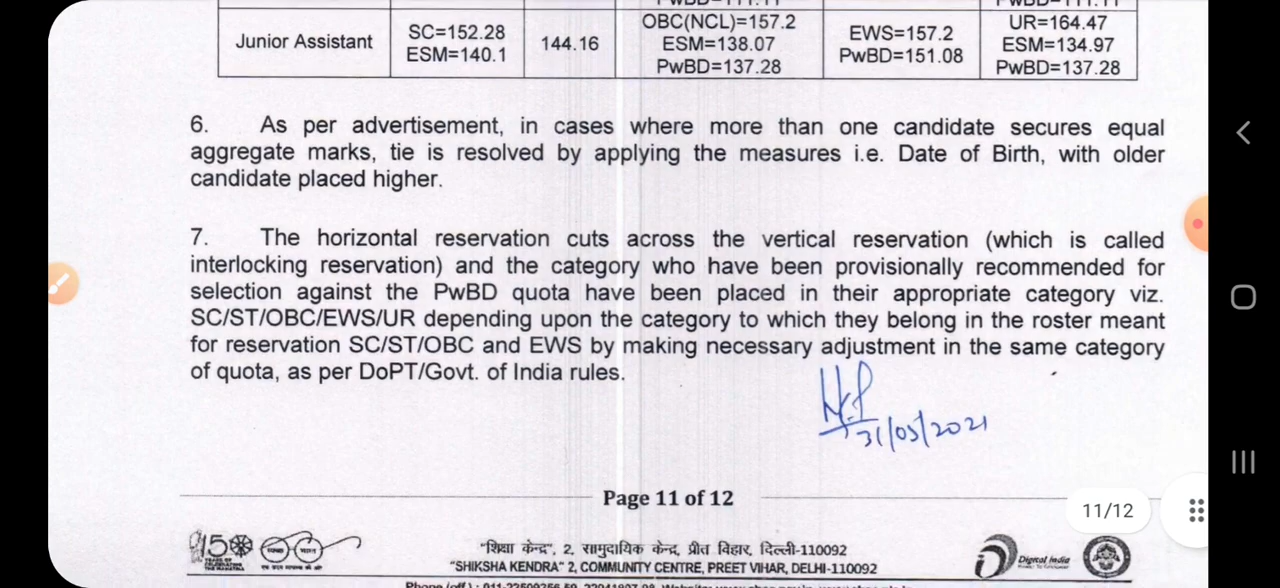 Junior Assistant
SC=152.28
ESM=140.1
144.16
OBC(NCL)=157.2
ESM=138.07
PwBD=137.28
EWS=157.2
PwBD=151.08
UR=164.47
ESM=134.97
PwBD=137.28
6. As per advertisement, in cases where more than one candidate secures equal
aggregate marks, tie is resolved by applying the measures i.e. Date of Birth, with older
candidate placed higher.
7. The horizontal reservation cuts across the vertical reservation (which is called
interlocking reservation) and the category who have been provisionally recommended for
selection against the PwBD quota have been placed in their appropriate category viz.
SC/ST/OBC/EWS/UR depending upon the category to which they belong in the roster meant
for reservation SC/ST/OBC and EWS by making necessary adjustment in the same category
of quota, as per DoPT/Govt. of India rules.
31/05/2021
Page 11 of 12
11/12
"शिक्षा केन्द्र", 2, सामुदायिक केन्द्र, प्रीत विहार, दिल्ली-110092
"SHIKSHA KENDRA" 2, COMMUNITY CENTRE, PREET VIHAR, DELHI-110092
Digital India